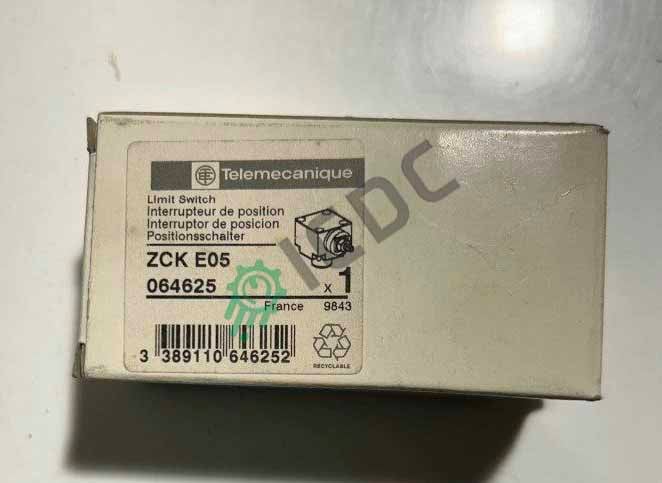 Telemecanique
Limit Switch
Interrupteur de position
Interruptor de posicion
Positionsschalter
ZCK E05
064625
x 1
France 9843
3 389110 646252
RECYCLABLE
IEDC